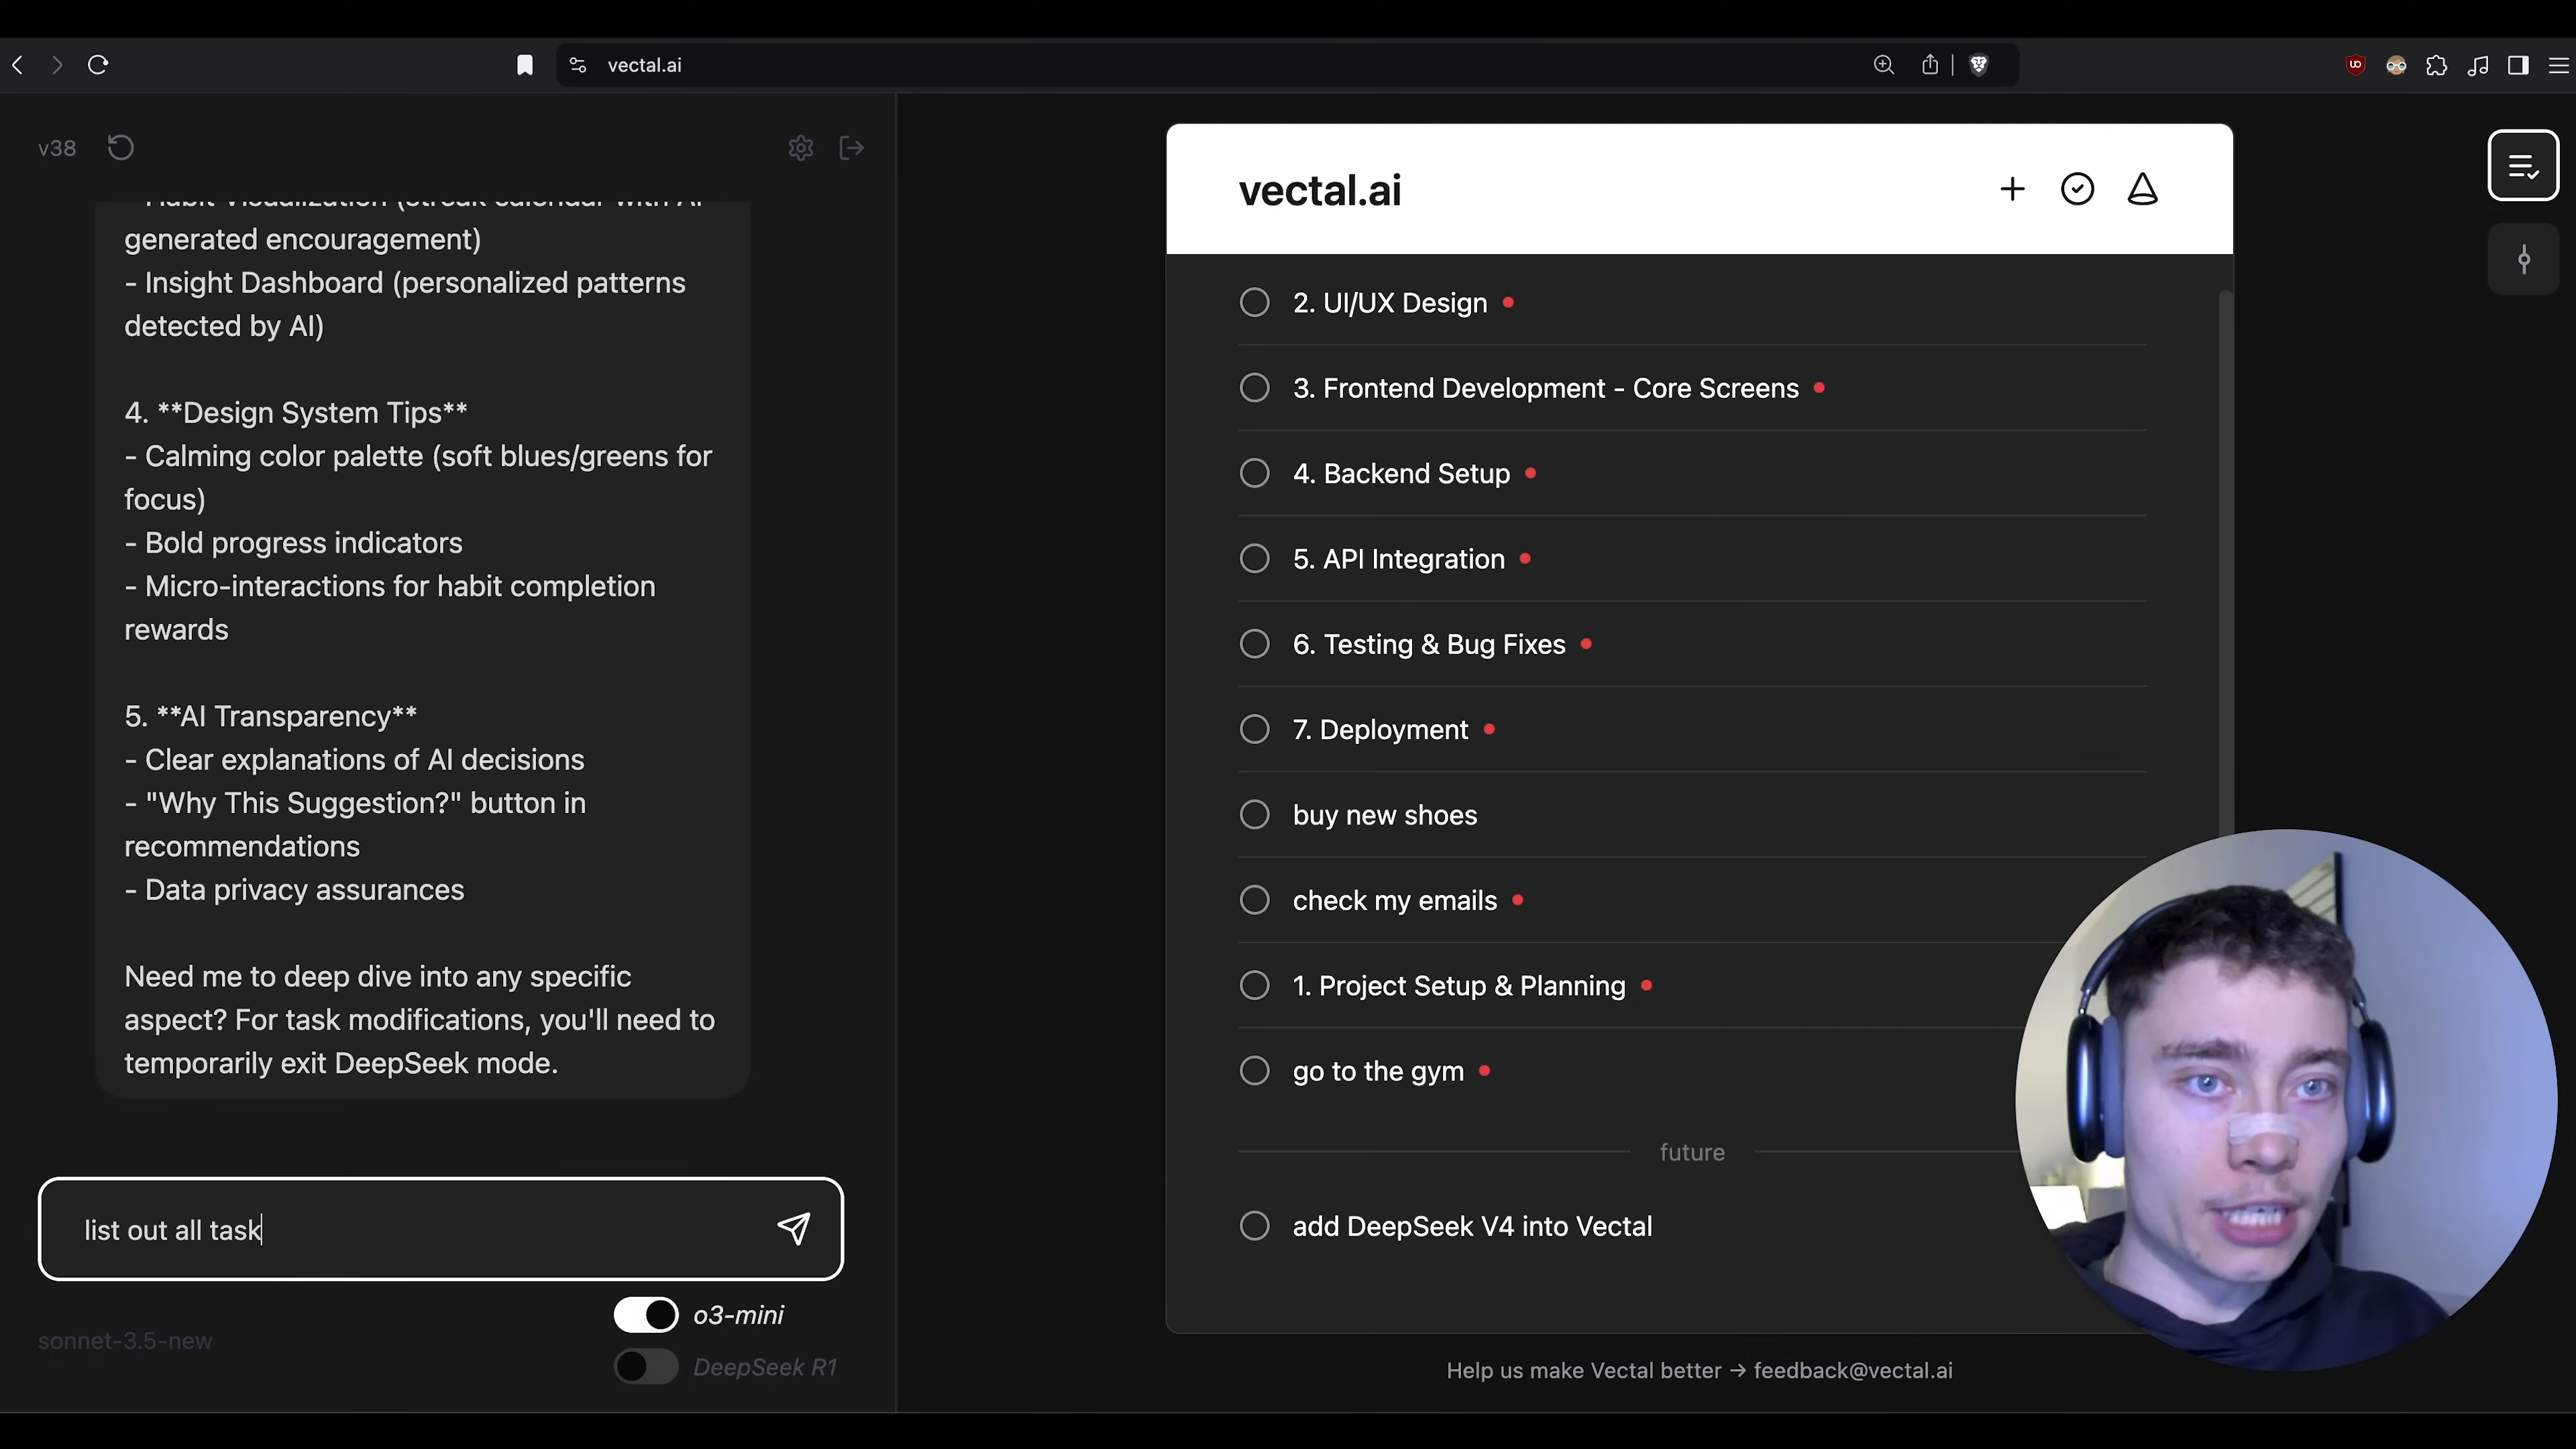 vectal.ai
v38
generated encouragement)
- Insight Dashboard (personalized patterns
detected by AI)
4. **Design System Tips**
- Calming color palette (soft blues/greens for
focus)
- Bold progress indicators
- Micro-interactions for habit completion
rewards
5. **AI Transparency**
- Clear explanations of AI decisions
- "Why This Suggestion?" button in
recommendations
- Data privacy assurances
Need me to deep dive into any specific
aspect? For task modifications, you'll need to
temporarily exit DeepSeek mode.
list out all task
sonnet-3.5-new
o3-mini
DeepSeek R1
vectal.ai
2. UI/UX Design
3. Frontend Development - Core Screens
4. Backend Setup
5. API Integration
6. Testing & Bug Fixes
7. Deployment
buy new shoes
check my emails
1. Project Setup & Planning
go to the gym
future
add DeepSeek V4 into Vectal
Help us make Vectal better → feedback@vectal.ai